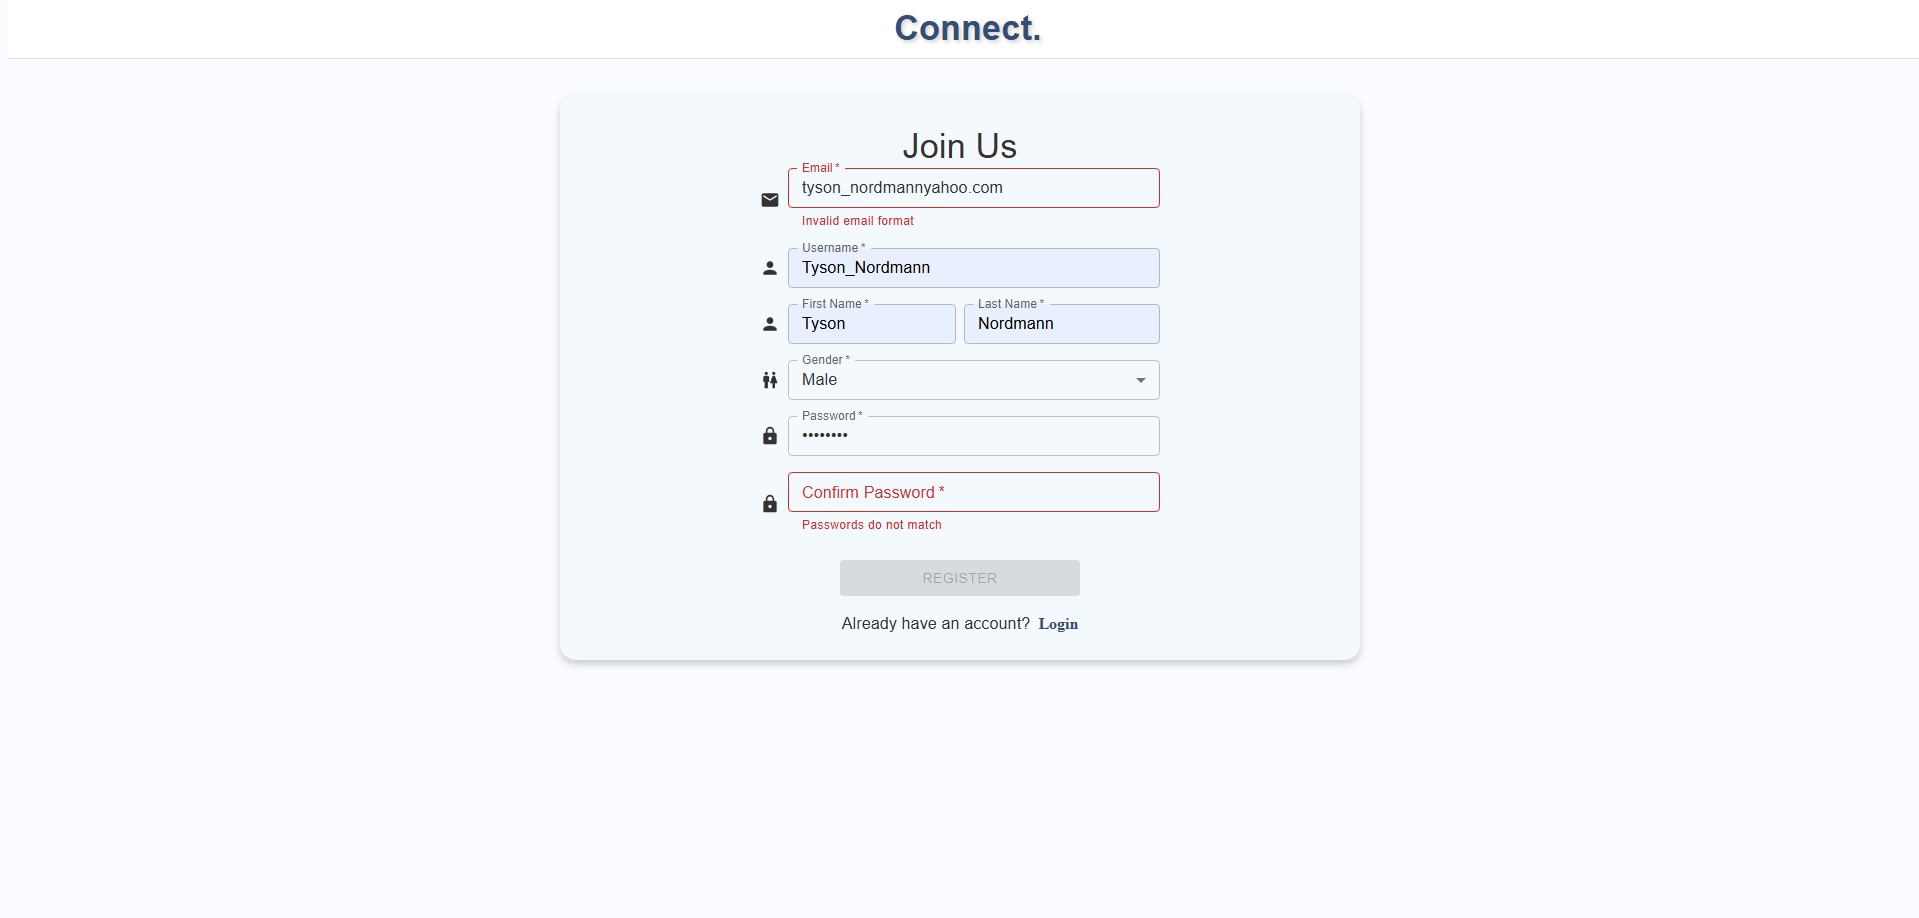 Connect.
Join Us
Email *
tyson_nordmannyahoo.com
Invalid email format
Username *
Tyson_Nordmann
First Name * Last Name *
Tyson Nordmann
Gender *
Male
Password *
••••••••
Confirm Password *
Passwords do not match
REGISTER
Already have an account? Login